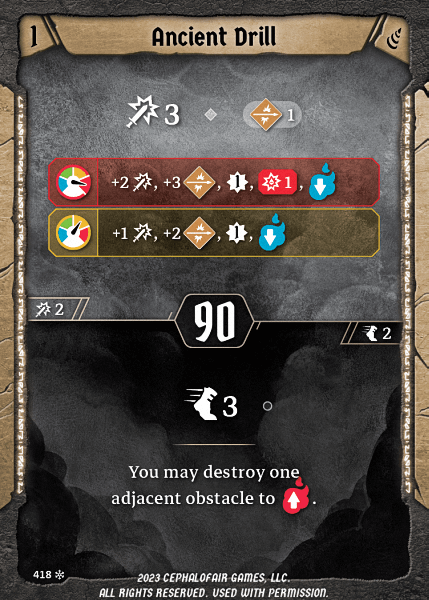 1 Ancient Drill
3 1
+2 , +3 , , 1 ,
+1 , +2 , ,
2
90
2
3
You may destroy one
adjacent obstacle to .
418
2023 CEPHALOFAIR GAMES, LLC.
ALL RIGHTS RESERVED. USED WITH PERMISSION.